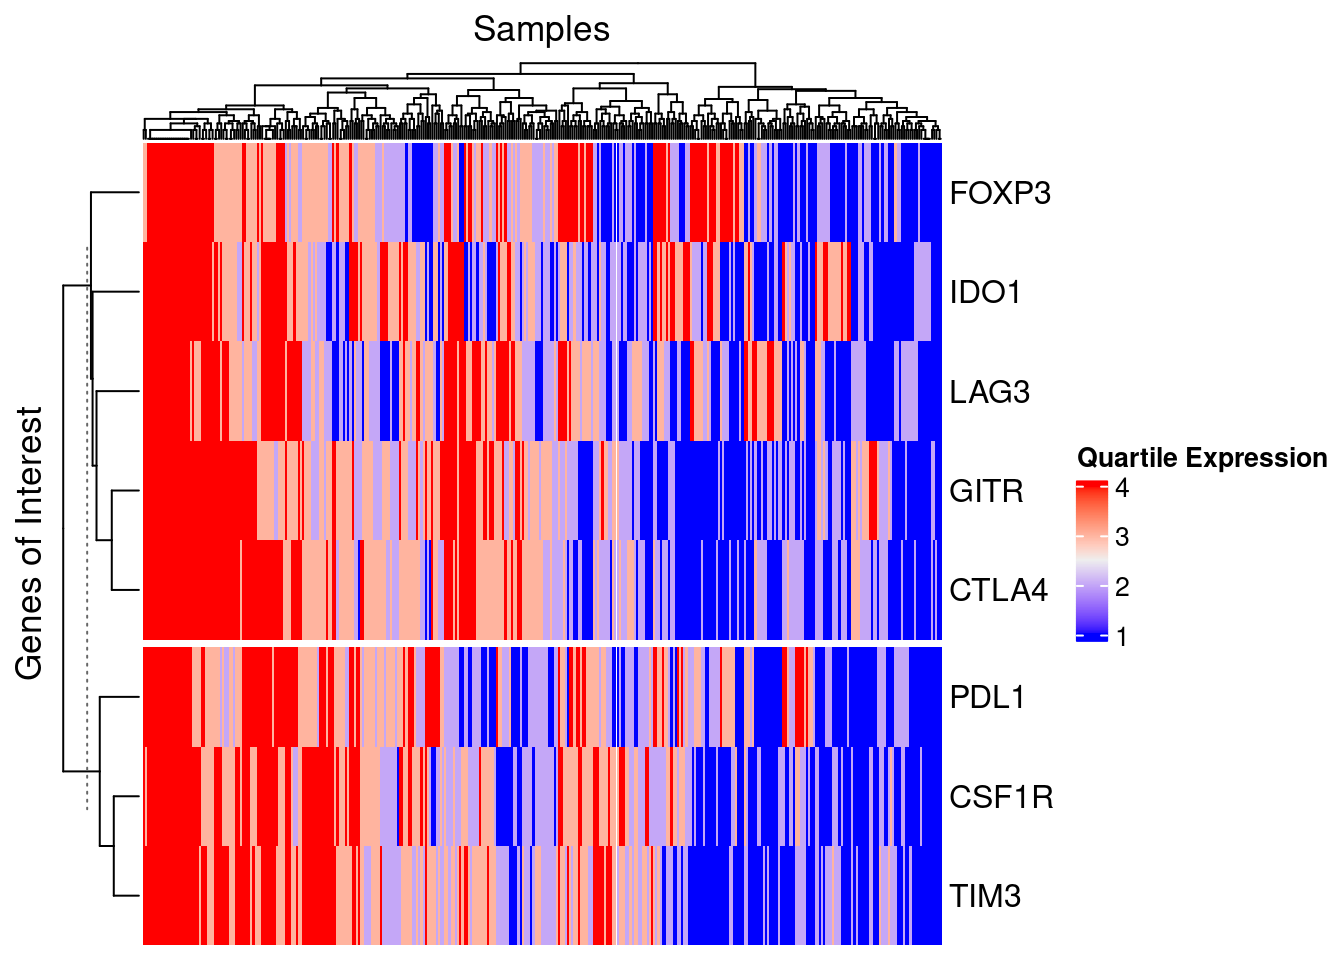 Samples
FOXP3
IDO1
LAG3
GITR
CTLA4
PDL1
CSF1R
TIM3
Genes of Interest
Quartile Expression
4
3
2
1